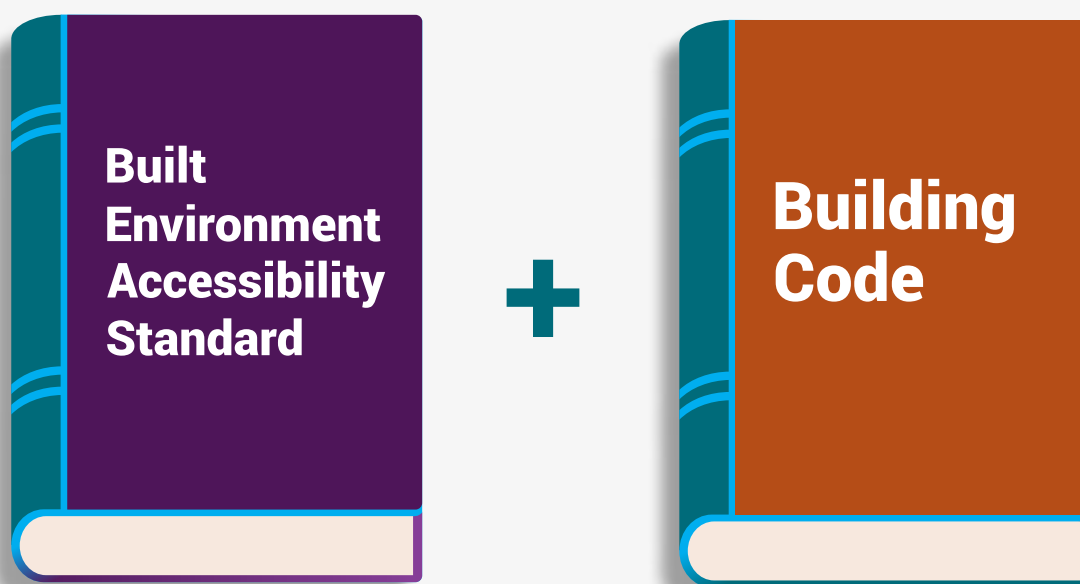 Built
Environment
Accessibility
Standard
+
Building
Code